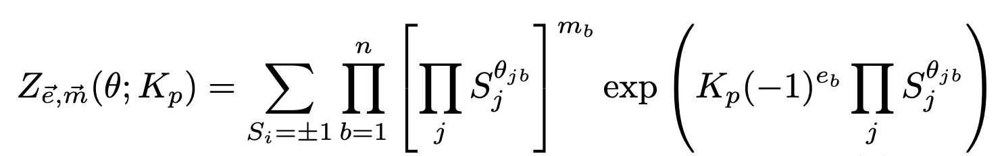 $Z_{\vec{e},\vec{m}}(\theta; K_p) = \sum_{S_i=\pm 1} \prod_{b=1}^{n} \left[ \prod_j S_j^{\theta_{jb}} \right]^{m_b} \exp \left( K_p (-1)^{e_b} \prod_j S_j^{\theta_{jb}} \right)$